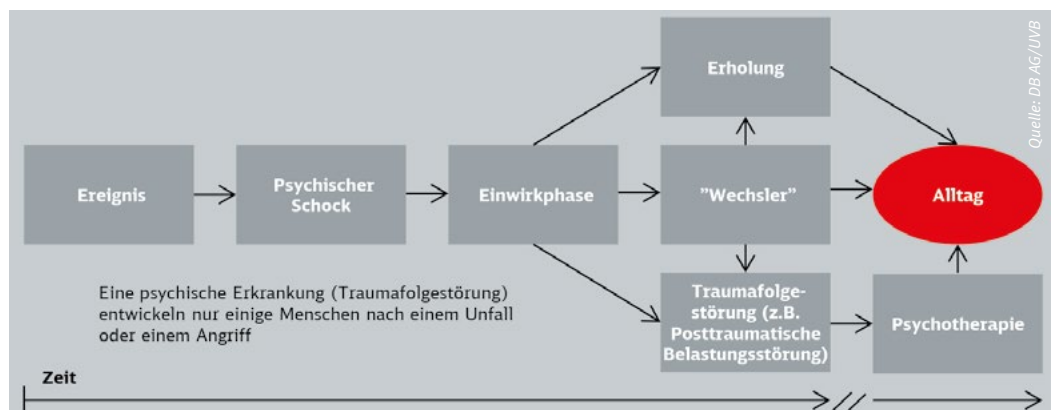 Erholung
Quelle: DB AG/UVB
Ereignis
Psychischer
Schock
Einwirkphase
"Wechsler"
Alltag
Eine psychische Erkrankung (Traumafolgestörung)
entwickeln nur einige Menschen nach einem Unfall
oder einem Angriff
Traumafolge-
störung (z.B.
Posttraumatische
Belastungsstörung)
Psychotherapie
Zeit